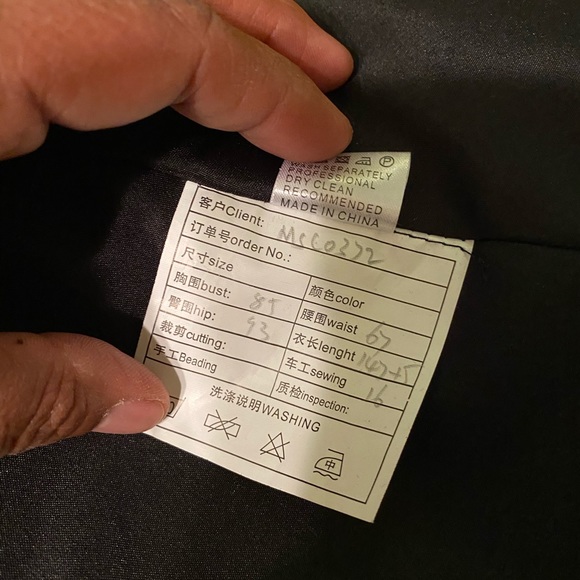 WASH SEPARATELY
PROFESSIONAL
DRY CLEAN
RECOMMENDED
MADE IN CHINA
客户Client:
订单号order No.:
尺寸size 颜色color
胸围bust: 85 腰围waist 67
臀围hip: 93 衣长lenght
裁剪cutting: 车工sewing 16
手工Beading 质检inspection:
洗涤说明WASHING
中